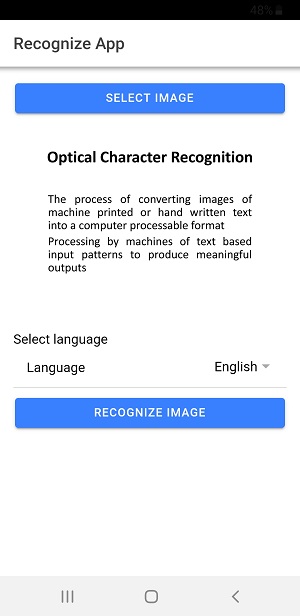 48%
Recognize App
SELECT IMAGE
Optical Character Recognition
The process of converting images of
machine printed or hand written text
into a computer processable format
Processing by machines of text based
input patterns to produce meaningful
outputs
Select language
Language English
RECOGNIZE IMAGE